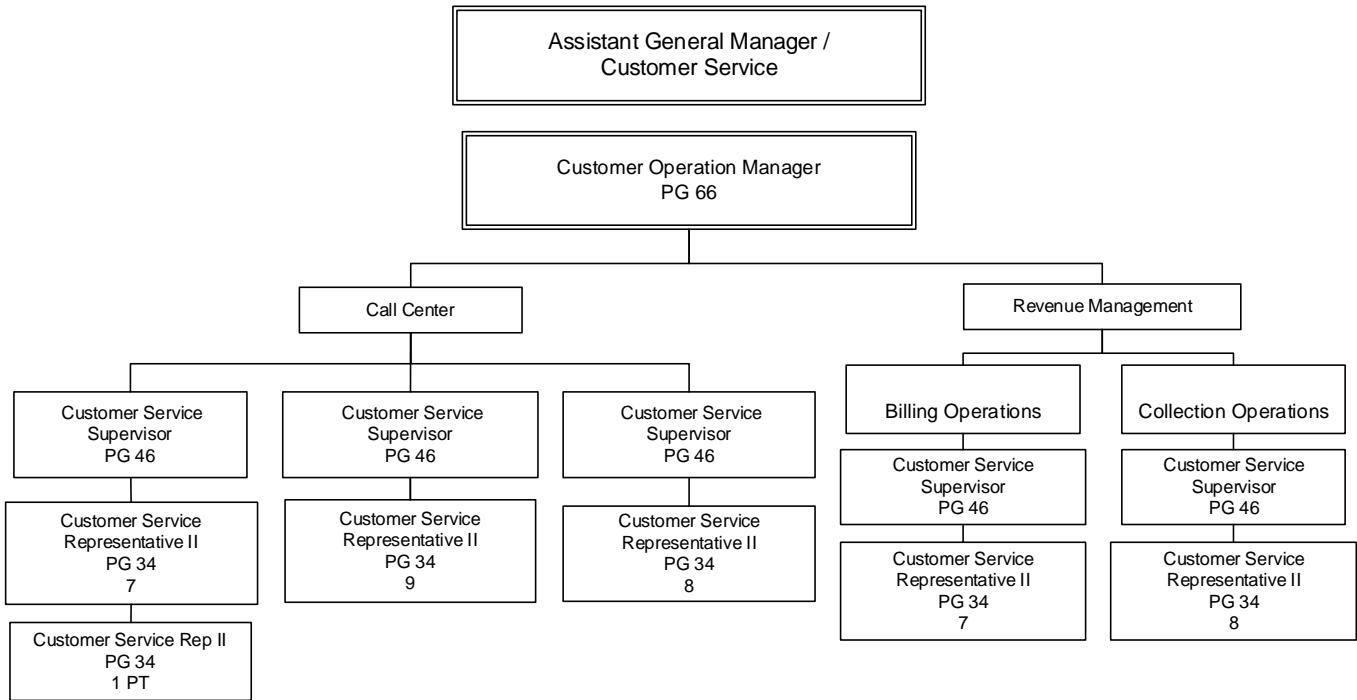 Assistant General Manager /
Customer Service
Customer Operation Manager
PG 66
Call Center
Revenue Management
Customer Service
Supervisor
PG 46
Customer Service
Supervisor
PG 46
Customer Service
Supervisor
PG 46
Billing Operations
Collection Operations
Customer Service
Supervisor
PG 46
Customer Service
Supervisor
PG 46
Customer Service
Representative II
PG 34
7
Customer Service
Representative II
PG 34
9
Customer Service
Representative II
PG 34
8
Customer Service
Representative II
PG 34
7
Customer Service
Representative II
PG 34
8
Customer Service Rep II
PG 34
1 PT